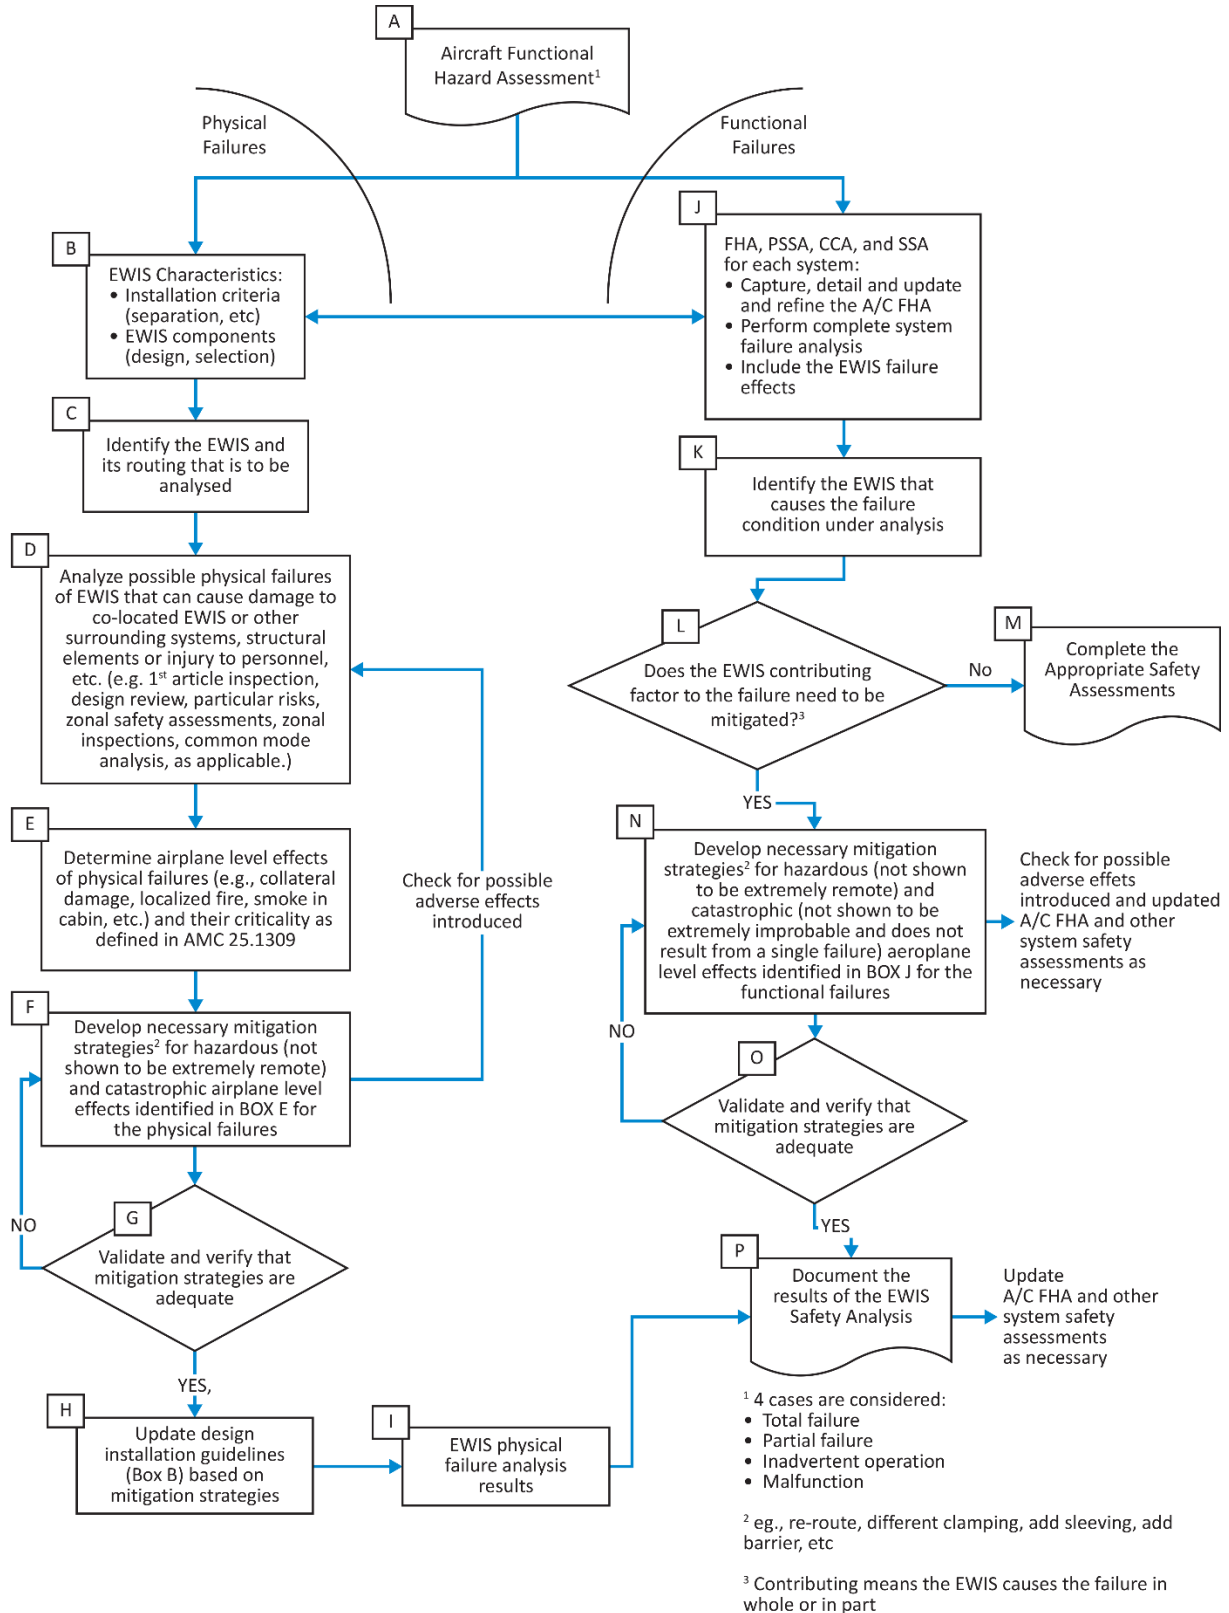 A
Aircraft Functional
Hazard Assessment¹
Physical
Failures
Functional
Failures
B
EWIS Characteristics:
• Installation criteria
(separation, etc)
• EWIS components
(design, selection)
J
FHA, PSSA, CCA, and SSA
for each system:
• Capture, detail and update
and refine the A/C FHA
• Perform complete system
failure analysis
• Include the EWIS failure
effects
C
Identify the EWIS and
its routing that is to be
analysed
K
Identify the EWIS that
causes the failure
condition under analysis
D
Analyze possible physical failures
of EWIS that can cause damage to
co-located EWIS or other
surrounding systems, structural
elements or injury to personnel,
etc. (e.g. 1st article inspection,
design review, particular risks,
zonal safety assessments, zonal
inspections, common mode
analysis, as applicable.)
L
Does the EWIS contributing
factor to the failure need to be
mitigated?³
No
M
Complete the
Appropriate Safety
Assessments
YES
E
Determine airplane level effects
of physical failures (e.g., collateral
damage, localized fire, smoke in
cabin, etc.) and their criticality as
defined in AMC 25.1309
Check for possible
adverse effects
introduced
N
Develop necessary mitigation
strategies² for hazardous (not shown
to be extremely remote) and
catastrophic (not shown to be
extremely improbable and does not
result from a single failure) aeroplane
level effects identified in BOX J for the
functional failures
Check for possible
adverse effets
introduced and updated
A/C FHA and other
system safety
assessments as
necessary
F
Develop necessary mitigation
strategies² for hazardous (not
shown to be extremely remote)
and catastrophic airplane level
effects identified in BOX E for
the physical failures
NO
O
Validate and verify that
mitigation strategies are
adequate
NO
G
Validate and verify that
mitigation strategies are
adequate
YES
P
Document the
results of the EWIS
Safety Analysis
Update
A/C FHA and other
system safety
assessments
as necessary
YES,
H
Update design
installation guidelines
(Box B) based on
mitigation strategies
I
EWIS physical
failure analysis
results
¹ 4 cases are considered:
• Total failure
• Partial failure
• Inadvertent operation
• Malfunction
² eg., re-route, different clamping, add sleeving, add
barrier, etc
³ Contributing means the EWIS causes the failure in
whole or in part